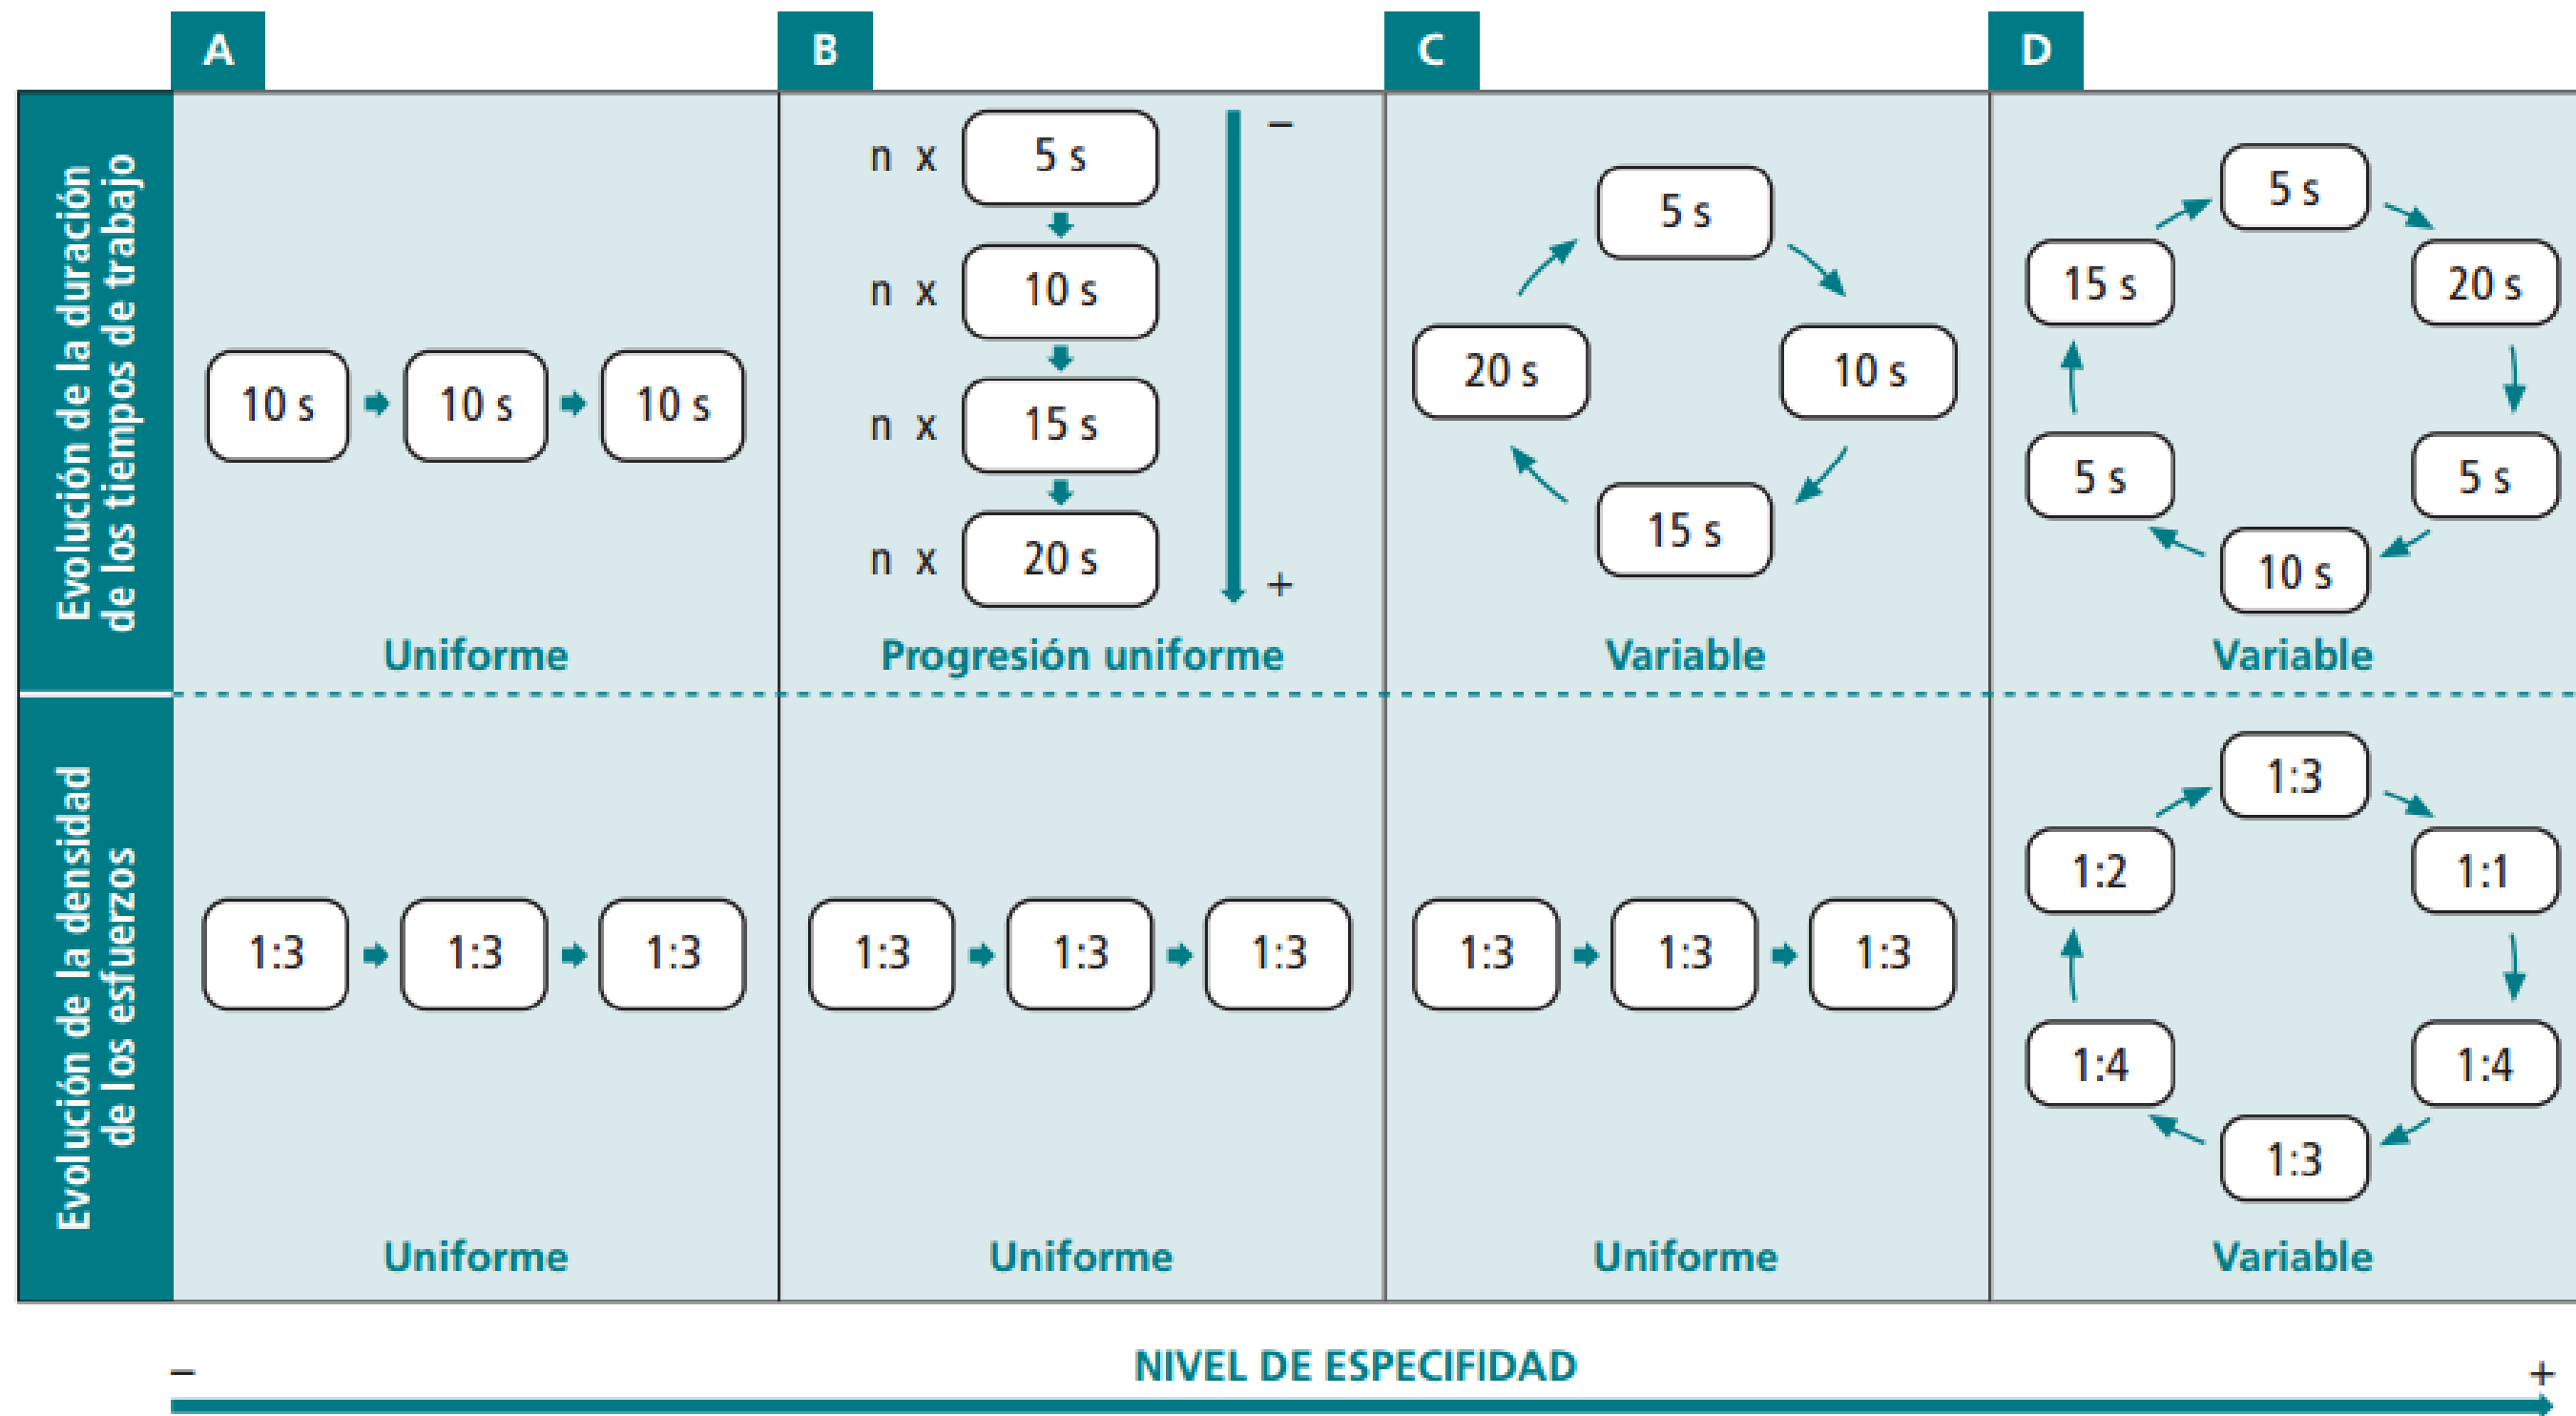 A
B
C
D
Evolución de la duración
de los tiempos de trabajo
10 s
10 s
10 s
Uniforme
n x 5 s
n x 10 s
n x 15 s
n x 20 s
–
+
Progresión uniforme
5 s
10 s
15 s
20 s
Variable
5 s
20 s
5 s
10 s
5 s
15 s
Variable
Evolución de la densidad
de los esfuerzos
1:3
1:3
1:3
Uniforme
1:3
1:3
1:3
Uniforme
1:3
1:3
1:3
Uniforme
1:3
1:1
1:4
1:3
1:4
1:2
Variable
–
NIVEL DE ESPECIFIDAD
+